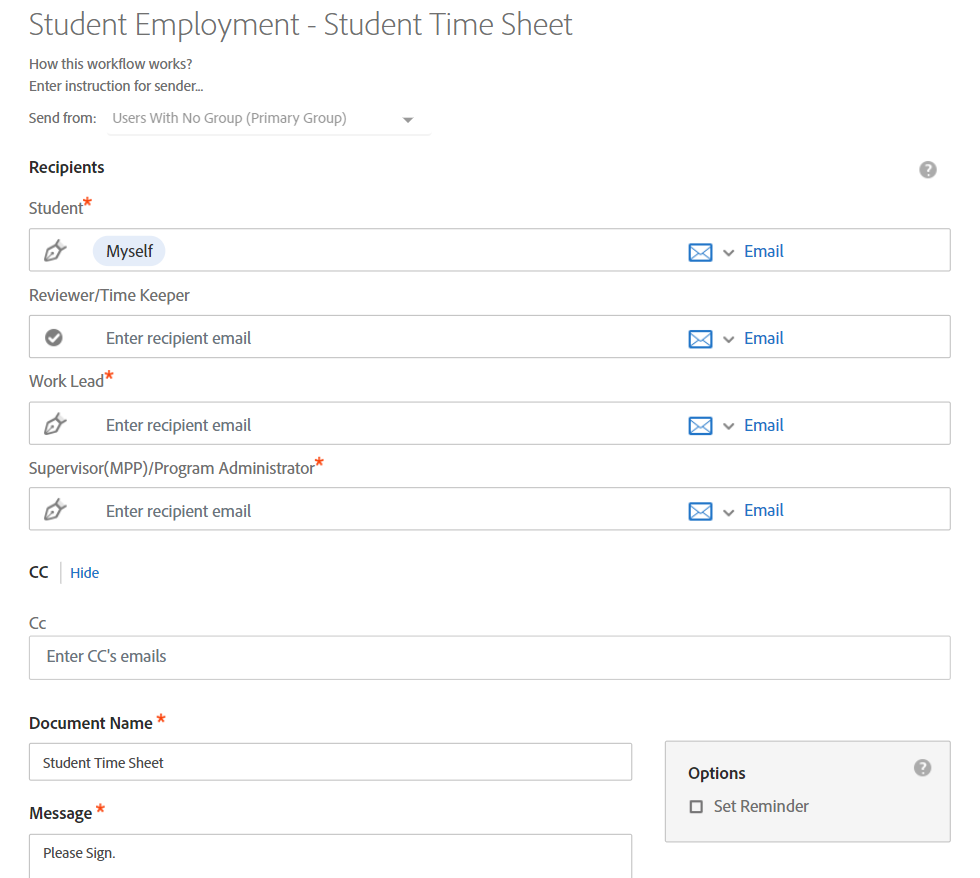 Student Employment - Student Time Sheet
How this workflow works?
Enter instruction for sender...
Send from: Users With No Group (Primary Group)
Recipients ?
Student*
Myself Email
Reviewer/Time Keeper
Enter recipient email Email
Work Lead*
Enter recipient email Email
Supervisor(MPP)/Program Administrator*
Enter recipient email Email
CC Hide
Cc
Enter CC's emails
Document Name *
Student Time Sheet
Options ?
Set Reminder
Message *
Please Sign.